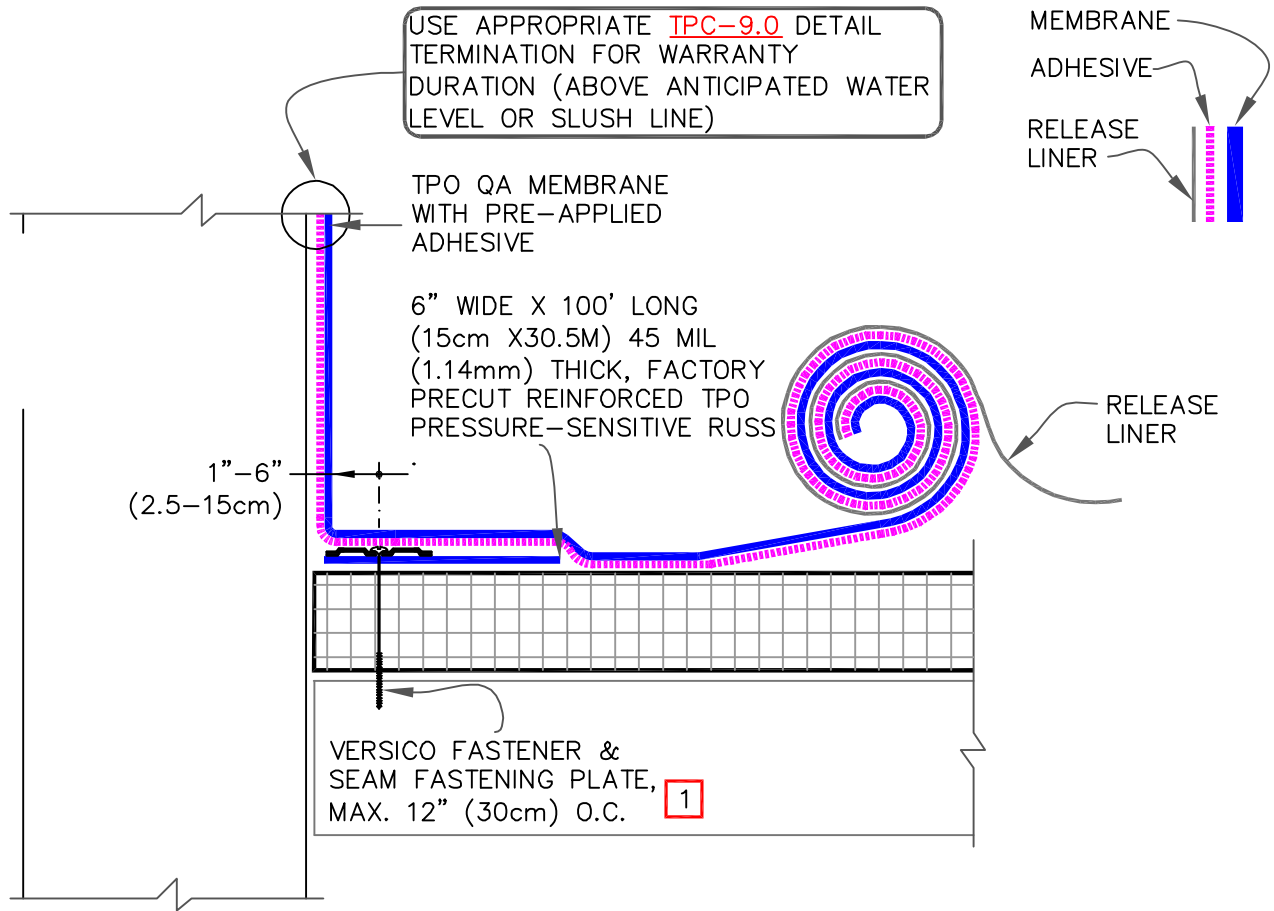 USE APPROPRIATE TPC-9.0 DETAIL
TERMINATION FOR WARRANTY
DURATION (ABOVE ANTICIPATED WATER
LEVEL OR SLUSH LINE)
MEMBRANE
ADHESIVE
RELEASE
LINER
TPO QA MEMBRANE
WITH PRE-APPLIED
ADHESIVE
6" WIDE X 100' LONG
(15cm X30.5M) 45 MIL
(1.14mm) THICK, FACTORY
PRECUT REINFORCED TPO
PRESSURE-SENSITIVE RUSS
RELEASE
LINER
1"-6"
(2.5-15cm)
VERSICO FASTENER &
SEAM FASTENING PLATE,
MAX. 12" (30cm) O.C.
1